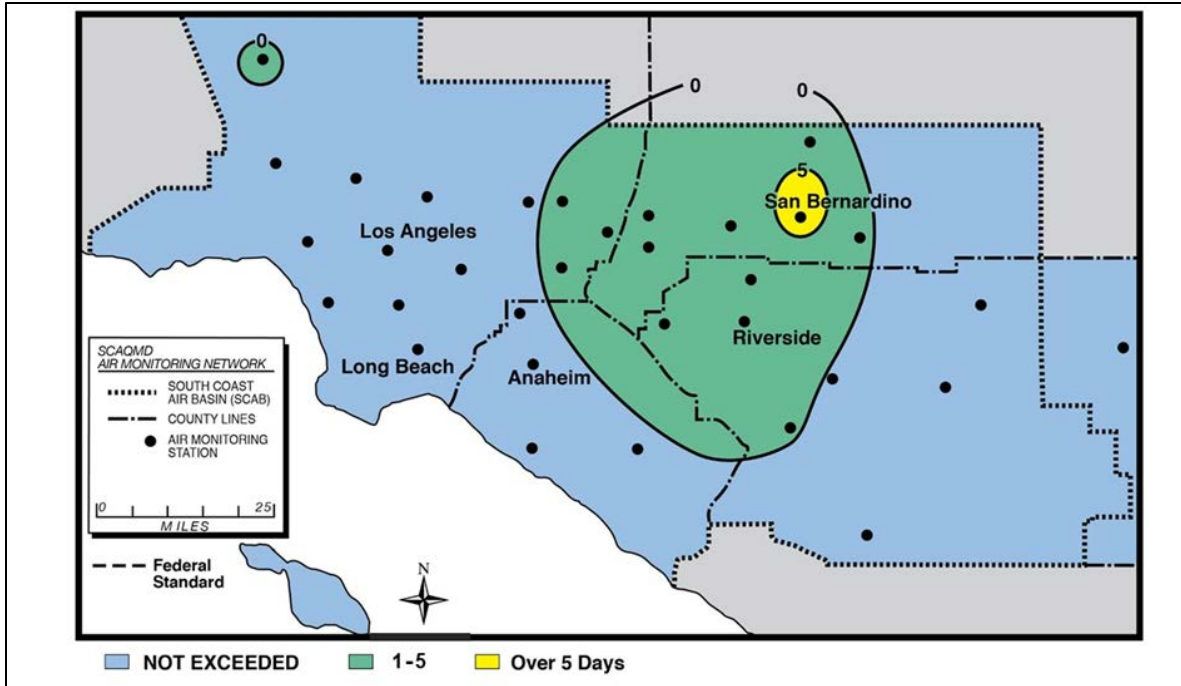 0
0
0
5
San Bernardino
Los Angeles
Riverside
Long Beach
Anaheim
SCAQMD
AIR MONITORING NETWORK
SOUTH COAST
AIR BASIN (SCAB)
COUNTY LINES
AIR MONITORING
STATION
0 25
MILES
Federal
Standard
N
NOT EXCEEDED 1-5 Over 5 Days